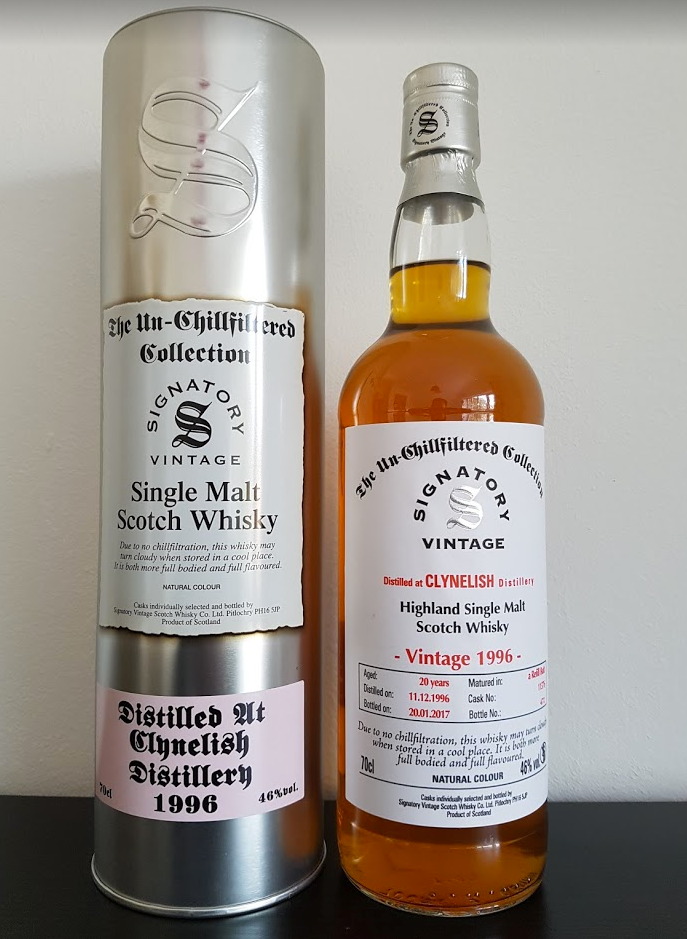 The Un-Chillfiltered
Collection
SIGNATORY
S
VINTAGE
Single Malt
Scotch Whisky
Due to no chillfiltration, this whisky may
turn cloudy when stored in a cool place.
It is both more full bodied and full flavoured.
NATURAL COLOUR
Casks individually selected and bottled by
Signatory Vintage Scotch Whisky Co. Ltd. Pitlochry PH16 5JP
Product of Scotland
Distilled At
Clynelish
Distillery
1996
70cl
46%vol.
The Un-Chillfiltered Collection
SIGNATORY
S
VINTAGE
Distilled at CLYNELISH Distillery
Highland Single Malt
Scotch Whisky
- Vintage 1996 -
Aged: 20 years Matured in:
Distilled on: 11.12.1996 Cask No:
Bottled on: 20.01.2017 Bottle No.:
Due to no chillfiltration, this whisky may turn cloudy
when stored in a cool place. It is both more
full bodied and full flavoured.
70cl NATURAL COLOUR 46% vol
Casks individually selected and bottled by
Signatory Vintage Scotch Whisky Co. Ltd. Pitlochry PH16 5JP
Product of Scotland